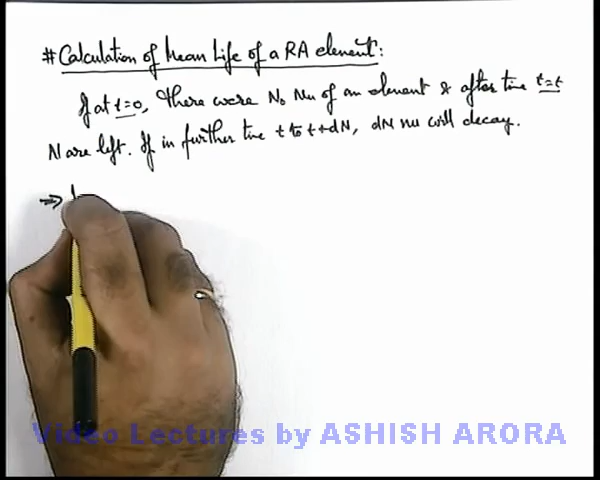 # Calculation of Mean Life of a RA element:
If at t=0, there were N₀ Nu of an element & after time t=t
N are left. If in further time t to t+dN, dN nu will decay.
⇒
Video Lectures by ASHISH ARORA